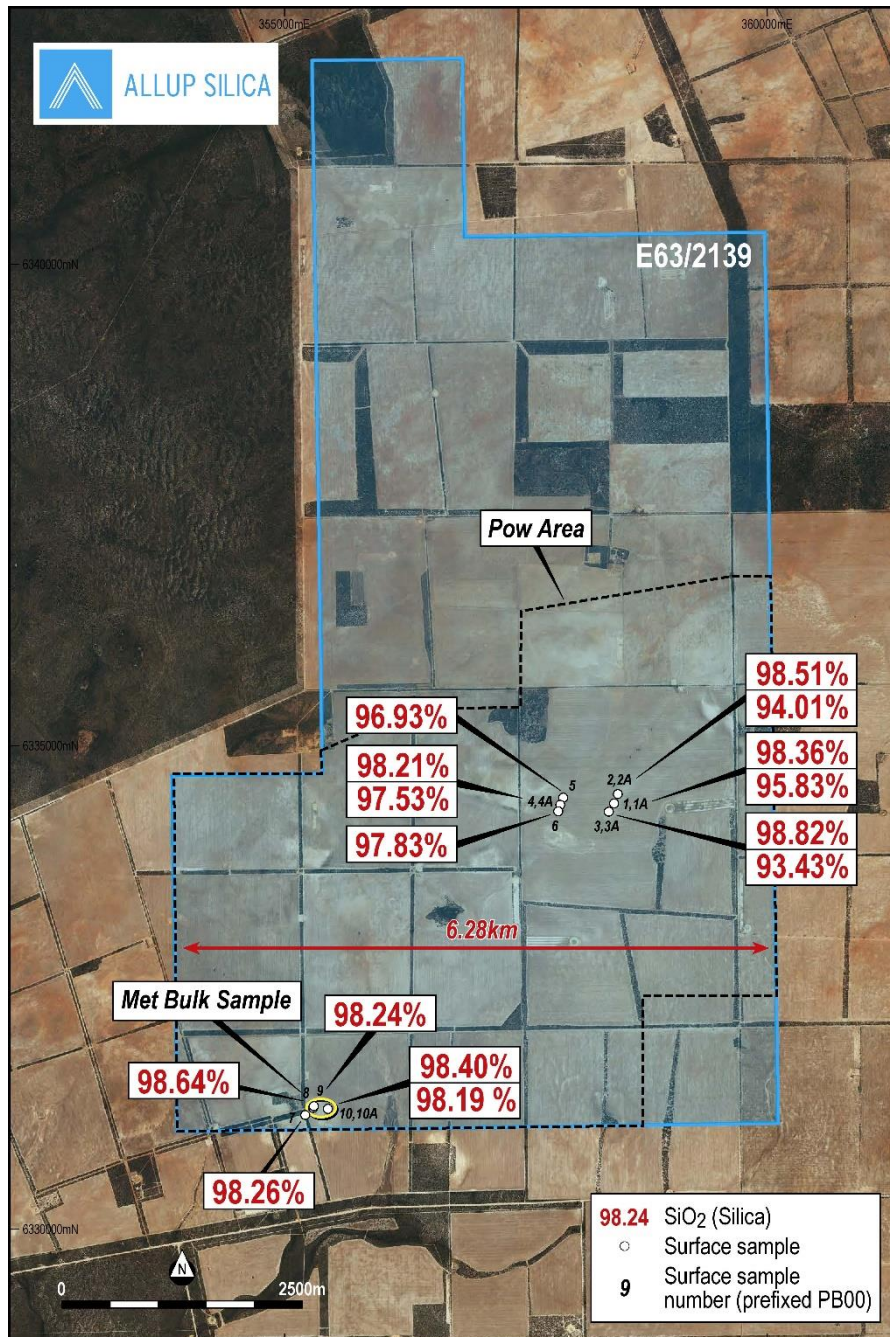 355000mE
360000mE
ALLUP SILICA
E63/2139
6340000mN
Pow Area
98.51%
94.01%
96.93%
98.21%
97.53%
98.36%
95.83%
5
2,2A
4,4A
1,1A
6
3,3A
97.83%
98.82%
93.43%
6335000mN
6.28km
Met Bulk Sample
98.24%
98.64%
98.40%
98.19 %
8
9
10,10A
7
98.26%
6330000mN
N
0
2500m
98.24 SiO₂ (Silica)
Surface sample
9 Surface sample
number (prefixed PB00)